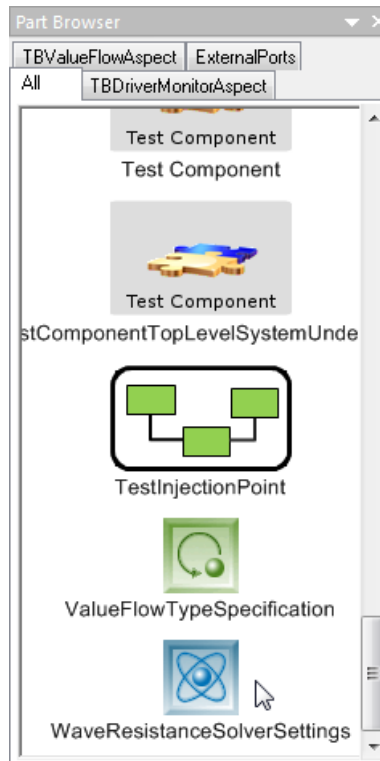 Part Browser
TBValueFlowAspect ExternalPorts
All TBDriverMonitorAspect
Test Component
Test Component
Test Component
stComponentTopLevelSystemUnde
TestInjectionPoint
ValueFlowTypeSpecification
WaveResistanceSolverSettings